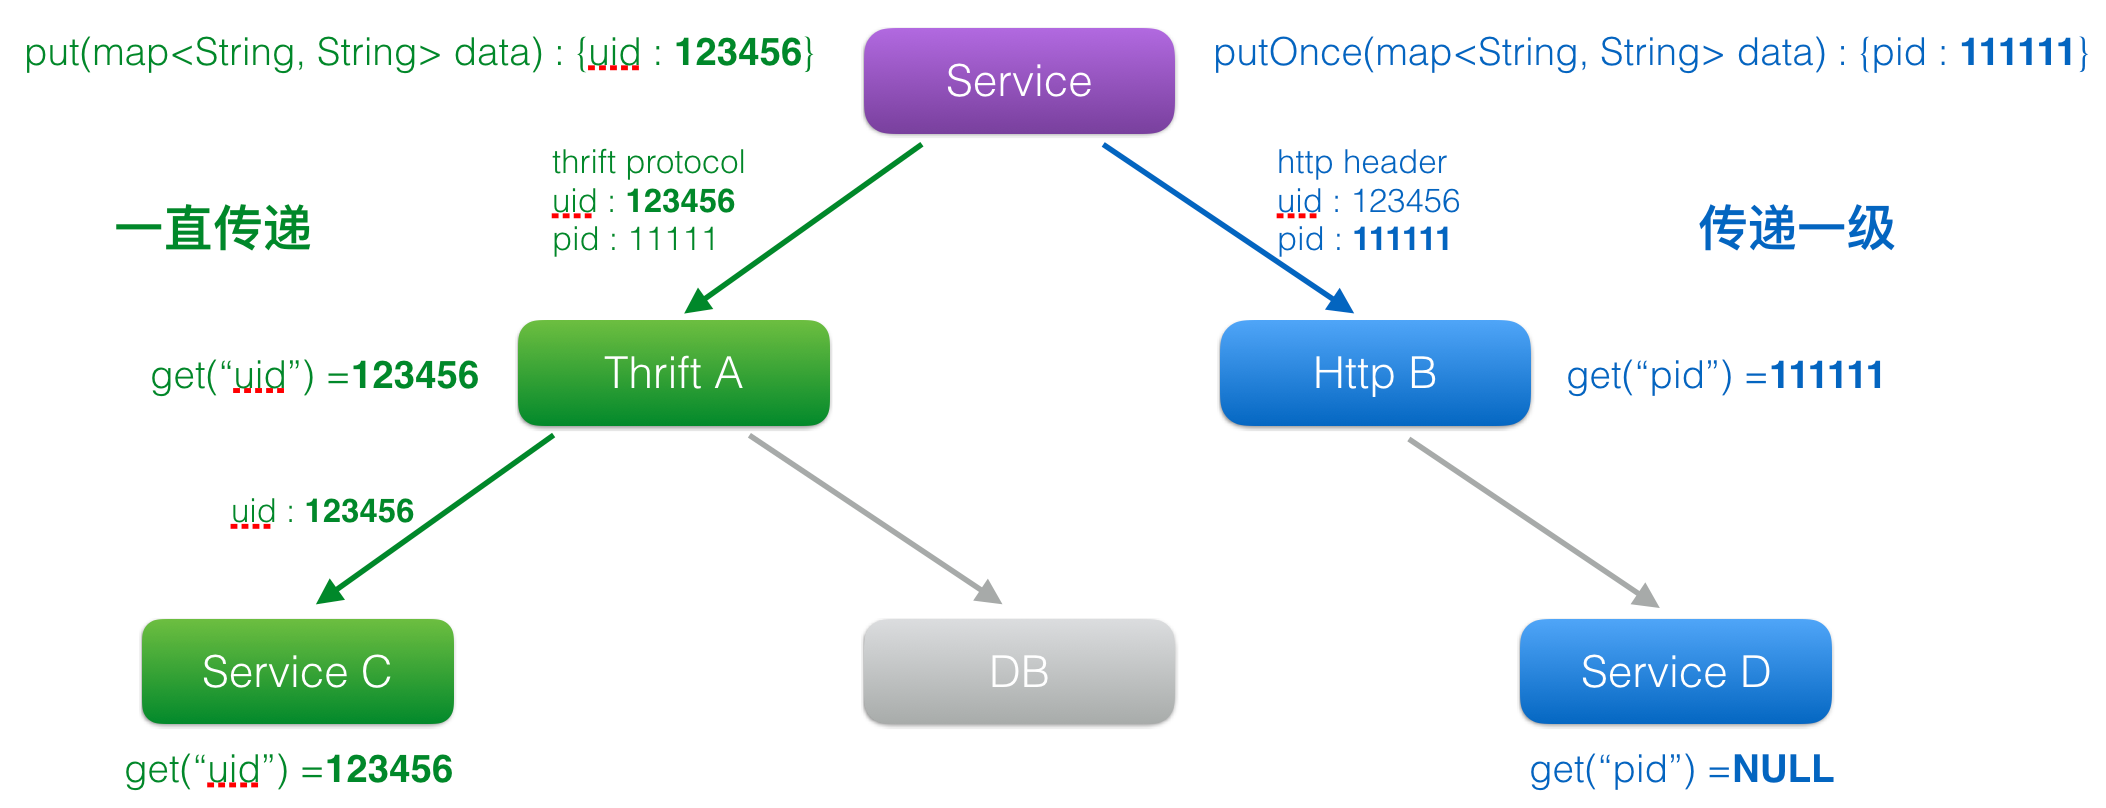 put(map<String, String> data) : {uid : 123456}
Service
putOnce(map<String, String> data) : {pid : 111111}
thrift protocol
uid : 123456
pid : 11111
http header
uid : 123456
pid : 111111
一直传递
传递一级
get(“uid”) =123456
Thrift A
Http B
get(“pid”) =111111
uid : 123456
Service C
DB
Service D
get(“uid”) =123456
get(“pid”) =NULL